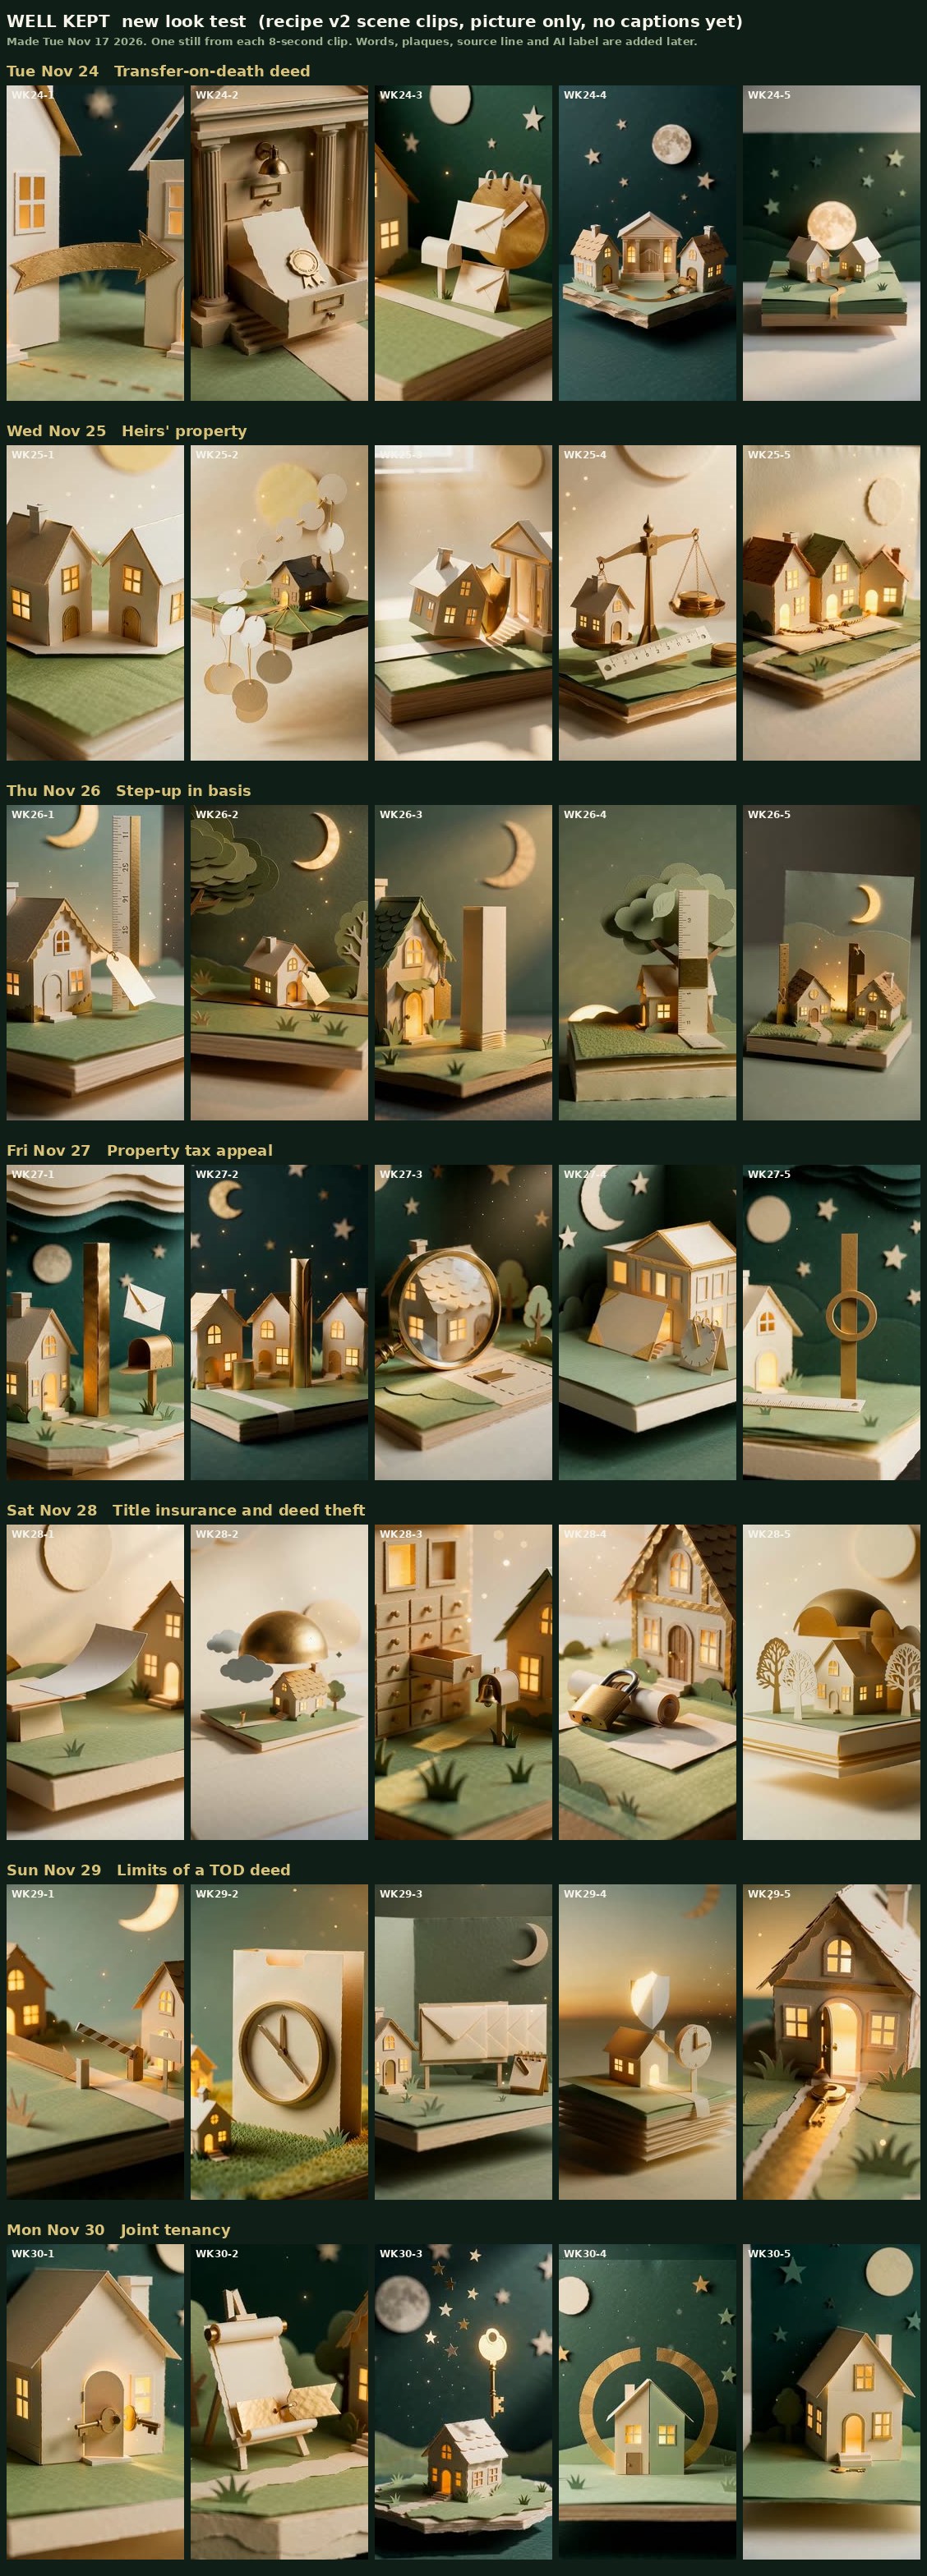 WELL KEPT new look test (recipe v2 scene clips, picture only, no captions yet)
Made Tue Nov 17 2026. One still from each 8-second clip. Words, plaques, source line and AI label are added later.
Tue Nov 24 Transfer-on-death deed
WK24-1 WK24-2 WK24-3 WK24-4 WK24-5
Wed Nov 25 Heirs' property
WK25-1 WK25-2 WK25-3 WK25-4 WK25-5
Thu Nov 26 Step-up in basis
WK26-1 WK26-2 WK26-3 WK26-4 WK26-5
Fri Nov 27 Property tax appeal
WK27-1 WK27-2 WK27-3 WK27-4 WK27-5
Sat Nov 28 Title insurance and deed theft
WK28-1 WK28-2 WK28-3 WK28-4 WK28-5
Sun Nov 29 Limits of a TOD deed
WK29-1 WK29-2 WK29-3 WK29-4 WK29-5
Mon Nov 30 Joint tenancy
WK30-1 WK30-2 WK30-3 WK30-4 WK30-5